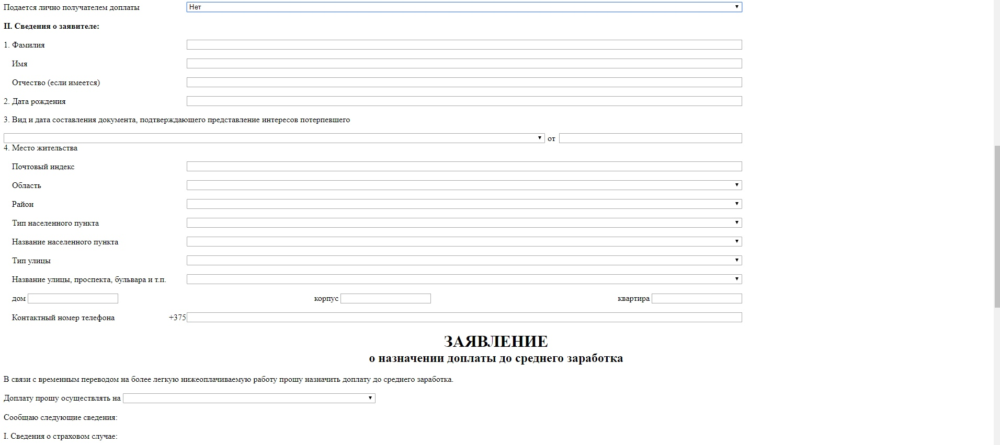 Подается лично получателем доплаты Нет
II. Сведения о заявителе:
1. Фамилия
Имя
Отчество (если имеется)
2. Дата рождения
3. Вид и дата составления документа, подтверждающего представление интересов потерпевшего
от
4. Место жительства
Почтовый индекс
Область
Район
Тип населенного пункта
Название населенного пункта
Тип улицы
Название улицы, проспекта, бульвара и т.п.
дом корпус квартира
Контактный номер телефона +375
ЗАЯВЛЕНИЕ
о назначении доплаты до среднего заработка
В связи с временным переводом на более легкую нижеоплачиваемую работу прошу назначить доплату до среднего заработка.
Доплату прошу осуществлять на
Сообщаю следующие сведения:
I. Сведения о страховом случае: